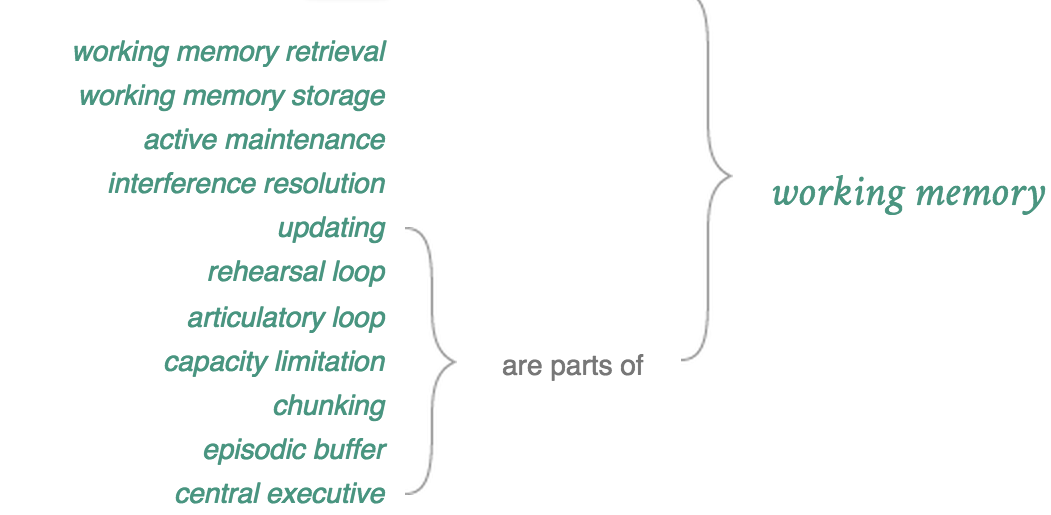 working memory retrieval
working memory storage
active maintenance
interference resolution
updating
rehearsal loop
articulatory loop
capacity limitation
chunking
episodic buffer
central executive
are parts of
working memory